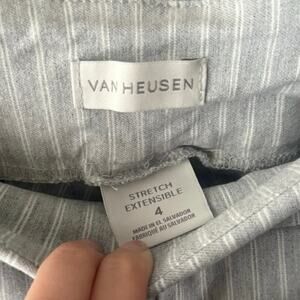 VAN HEUSEN
STRETCH
EXTENSIBLE
4
MADE IN EL SALVADOR
FABRIQUÉ AU SALVADOR